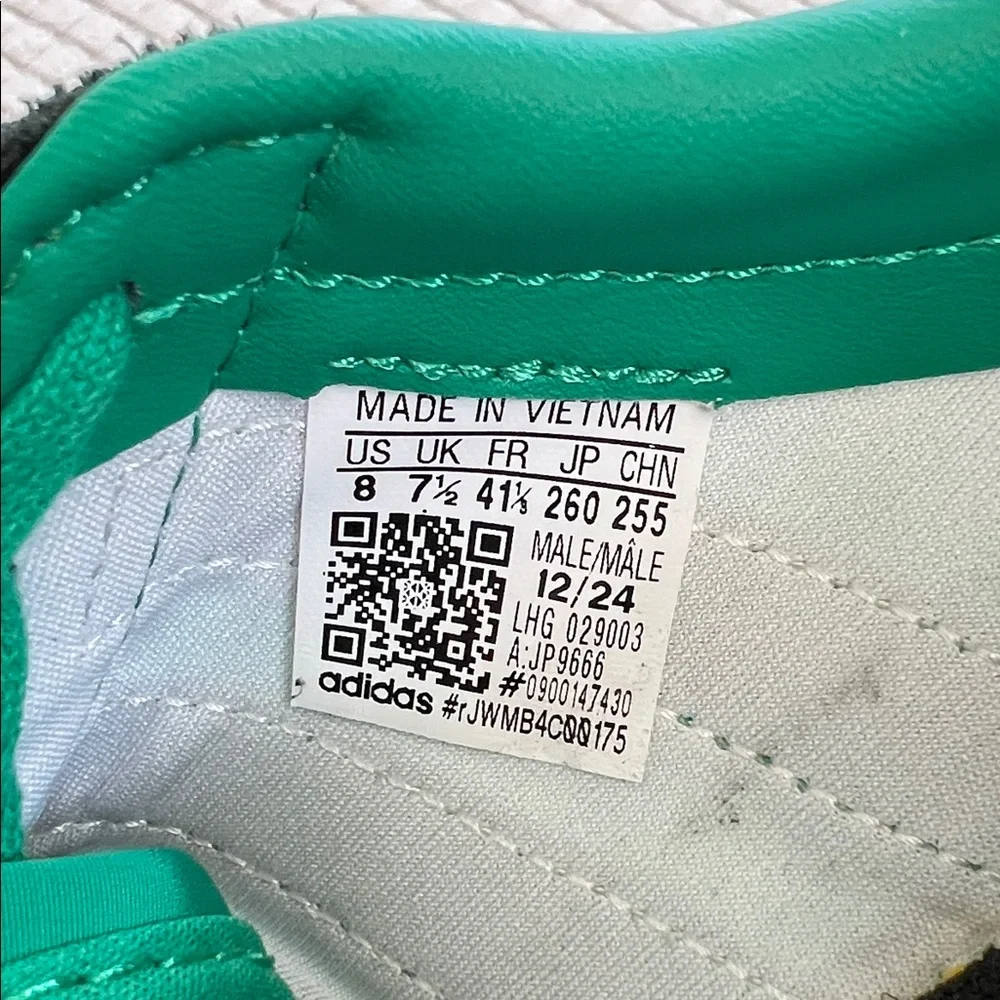 MADE IN VIETNAM
US UK FR JP CHN
8 7½ 41⅓ 260 255
MALE/MÂLE
12/24
LHG 029003
A:JP9666
#0900147430
adidas #rJWMB4C00175